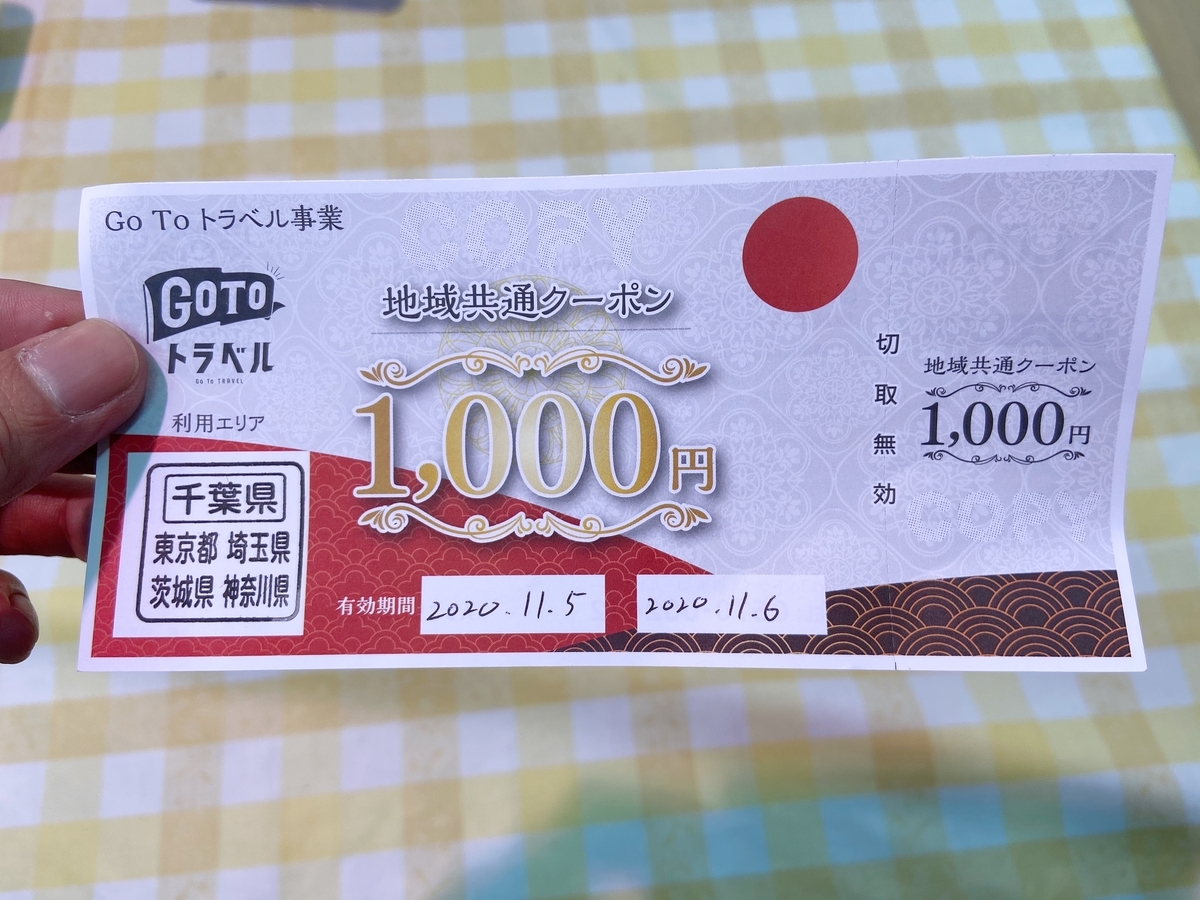 Go To トラベル事業
COPY
GOTO
トラベル
Go To TRAVEL
地域共通クーポン
1,000円
利用エリア
千葉県
東京都 埼玉県
茨城県 神奈川県
有効期間 2020.11.5 2020.11.6
切取無効
地域共通クーポン
1,000円
COPY